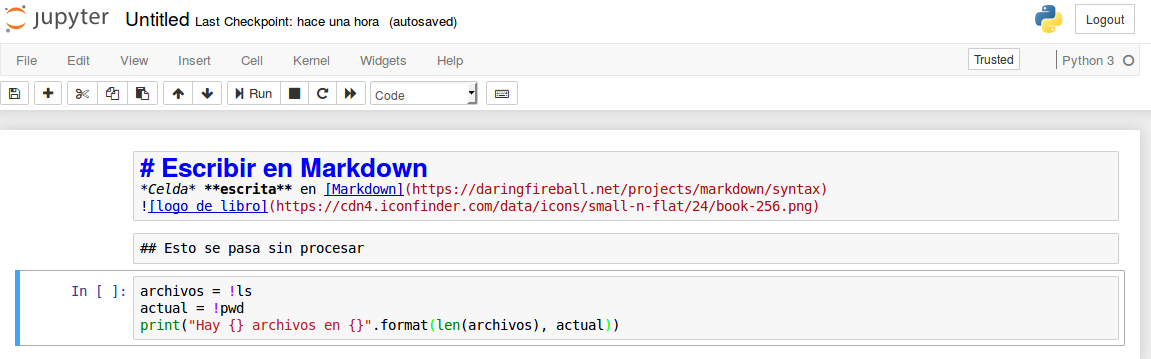 jupyter Untitled Last Checkpoint: hace una hora (autosaved) Logout
File Edit View Insert Cell Kernel Widgets Help Trusted Python 3
Run Code
# Escribir en Markdown
*Celda* **escrita** en [Markdown](https://daringfireball.net/projects/markdown/syntax)
![logo de libro](https://cdn4.iconfinder.com/data/icons/small-n-flat/24/book-256.png)
## Esto se pasa sin procesar
In [ ]: archivos = !ls
actual = !pwd
print("Hay {} archivos en {}".format(len(archivos), actual))